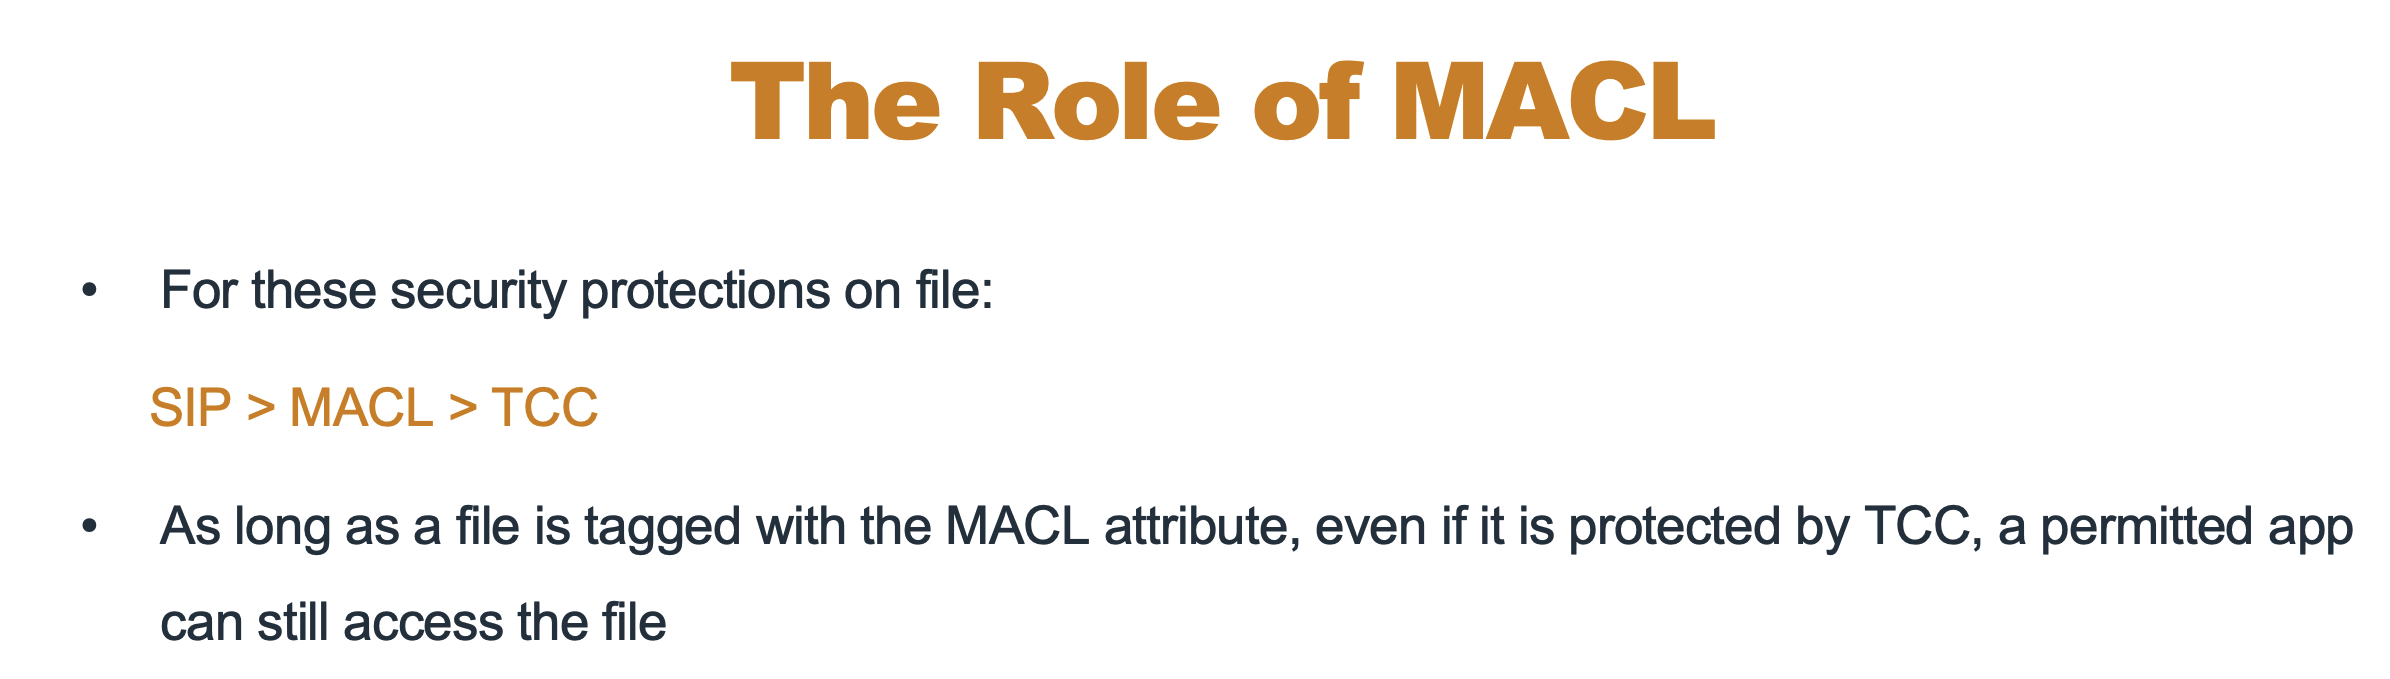 The Role of MACL
• For these security protections on file:
SIP > MACL > TCC
• As long as a file is tagged with the MACL attribute, even if it is protected by TCC, a permitted app
can still access the file